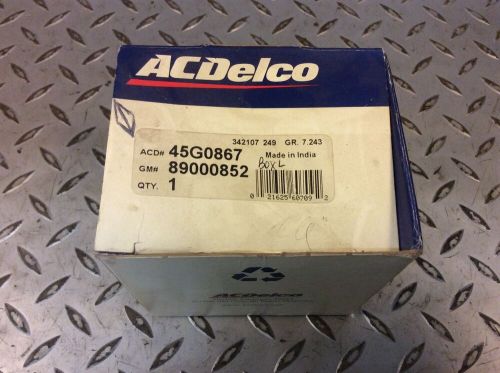 ACDelco
342107 249 GR. 7.243
ACD# 45G0867 Made in India
GM# 89000852 BOX L
QTY. 1
0 21625 60709 2
ACDelco